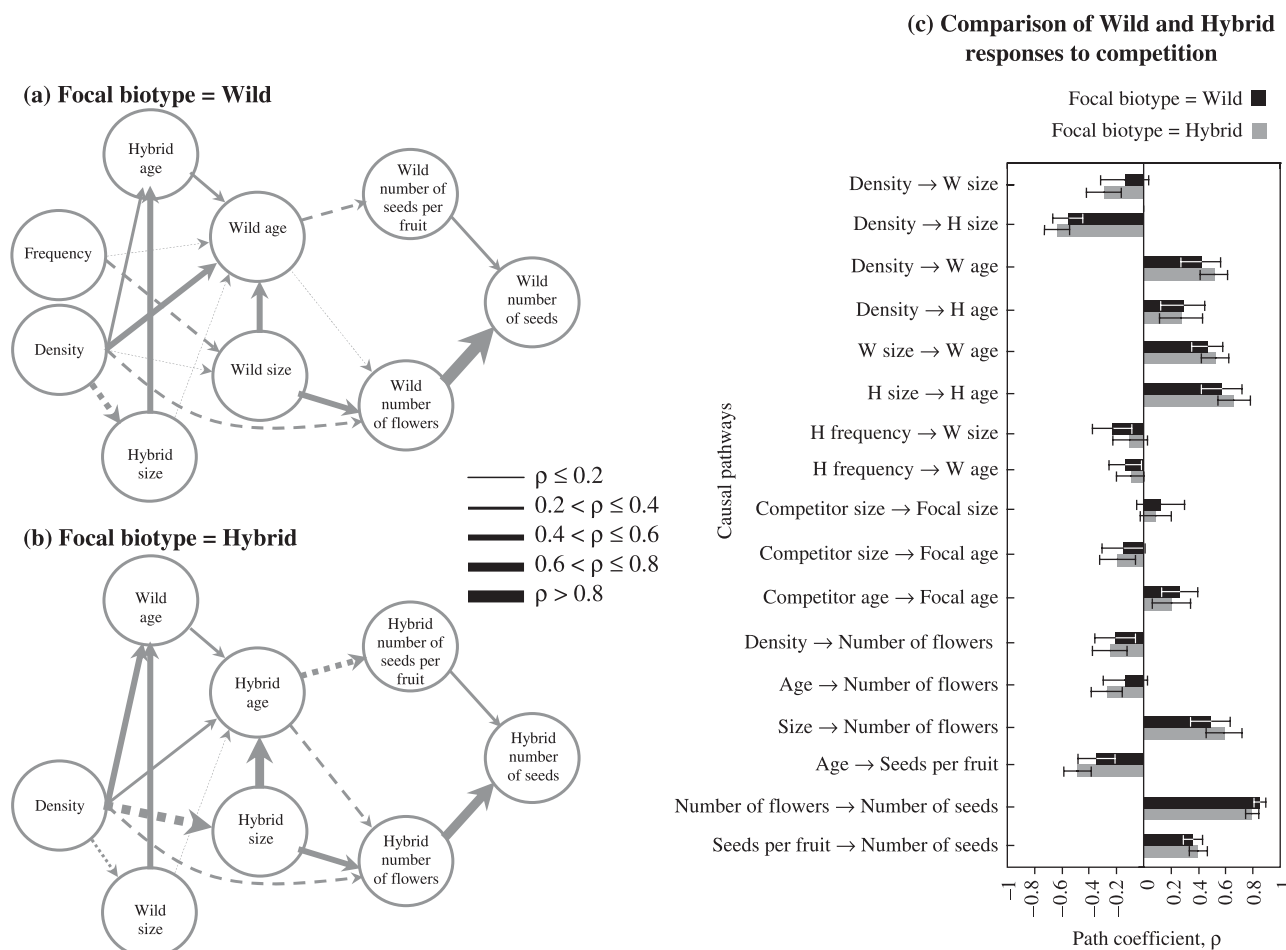 (c) Comparison of Wild and Hybrid
responses to competition
(a) Focal biotype = Wild
Focal biotype = Wild
Focal biotype = Hybrid
Hybrid
age
Wild
number of
seeds per
fruit
Wild age
Frequency
Wild
number
of seeds
Density
Wild size
Wild
number
of flowers
Hybrid
size
ρ ≤ 0.2
0.2 < ρ ≤ 0.4
0.4 < ρ ≤ 0.6
0.6 < ρ ≤ 0.8
ρ > 0.8
(b) Focal biotype = Hybrid
Wild
age
Hybrid
number of
seeds per
fruit
Hybrid
age
Hybrid
number
of seeds
Density
Hybrid
size
Hybrid
number
of flowers
Wild
size
Causal pathways
Density → W size
Density → H size
Density → W age
Density → H age
W size → W age
H size → H age
H frequency → W size
H frequency → W age
Competitor size → Focal size
Competitor size → Focal age
Competitor age → Focal age
Density → Number of flowers
Age → Number of flowers
Size → Number of flowers
Age → Seeds per fruit
Number of flowers → Number of seeds
Seeds per fruit → Number of seeds
−1
−0.8
−0.6
−0.4
−0.2
0
0.2
0.4
0.6
0.8
1
Path coefficient, ρ